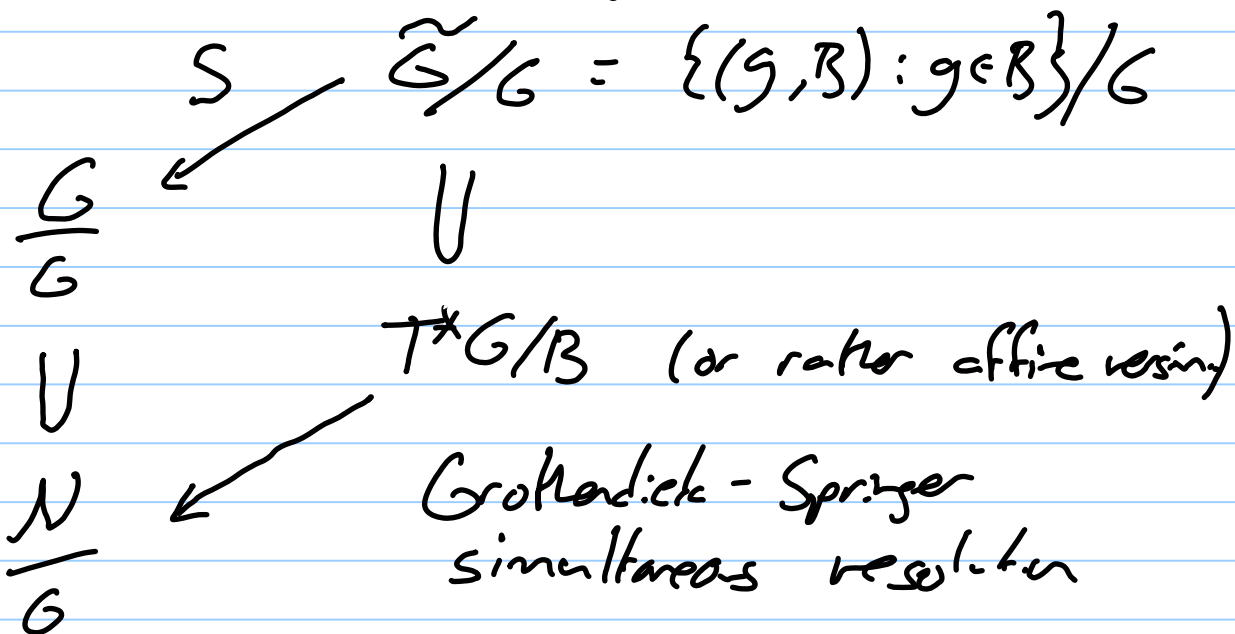 S G̃/G = {(g,B) : g∈B}/G
G/G
∪
T*G/B (or rather affine version)
∪
N/G
Grothendieck - Springer
simultaneous resolution